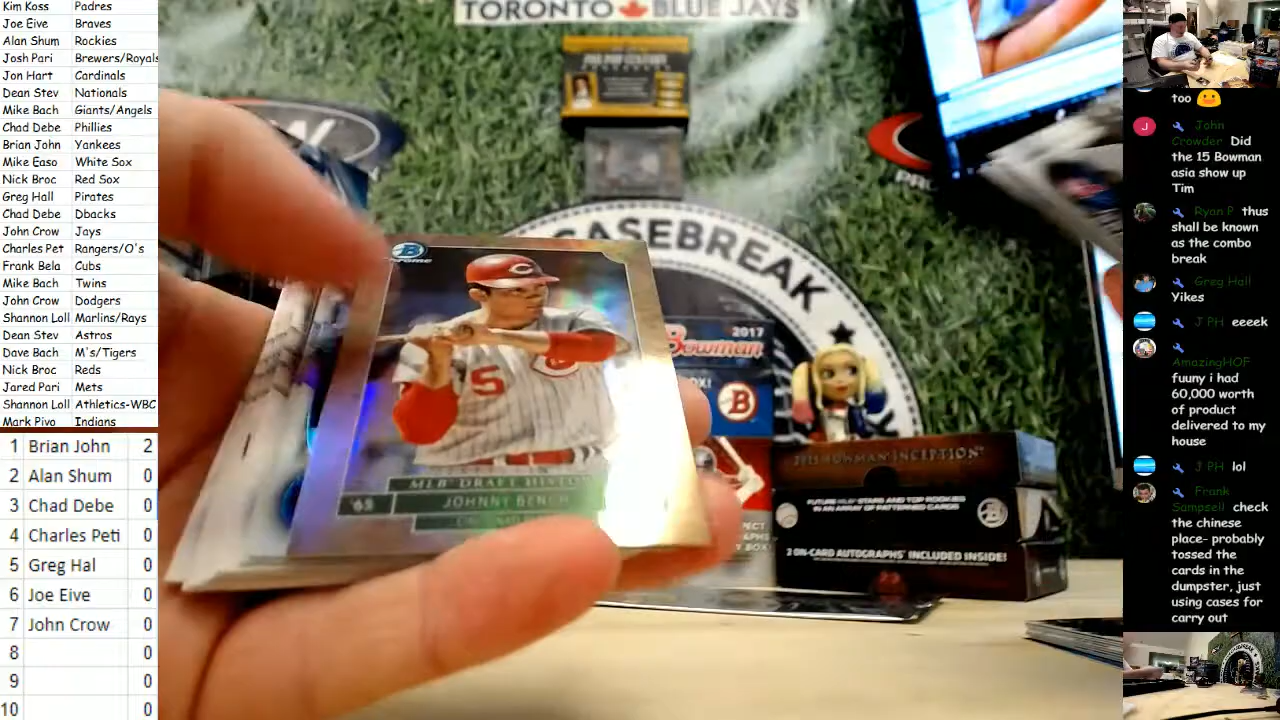 Kim Koss Padres
Joe Eive Braves
Alan Shum Rockies
Josh Pari Brewers/Royals
Jon Hart Cardinals
Dean Stev Nationals
Mike Bach Giants/Angels
Chad Debe Phillies
Brian John Yankees
Mike Easo White Sox
Nick Broc Red Sox
Greg Hall Pirates
Chad Debe Dbacks
John Crow Jays
Charles Pet Rangers/O's
Frank Bela Cubs
Mike Bach Twins
John Crow Dodgers
Shannon Loll Marlins/Rays
Dean Stev Astros
Dave Bach M's/Tigers
Nick Broc Reds
Jared Pari Mets
Shannon Loll Athletics-WBC
Mark Pivo Indians
1 Brian John 2
2 Alan Shum 0
3 Chad Debe 0
4 Charles Peti 0
5 Greg Hal 0
6 Joe Eive 0
7 John Crow 0
8 0
9 0
10 0
TORONTO BLUE JAYS
CASEBREAK
2017
Bowman
B
C
5
MLB DRAFT
'65 JOHNNY BENCH
BOWMAN INCEPTION
FUTURE MLB STARS AND TOP ROOKIES
IN AN ARRAY OF PATTERNED CARDS
2 ON-CARD AUTOGRAPHS INCLUDED INSIDE!
too
J John
Crowder Did
the 15 Bowman
asia show up
Tim
Ryan P thus
shall be known
as the combo
break
Greg Hall
Yikes
J PH eeeek
AmazingHOF
fuuny i had
60,000 worth
of product
delivered to my
house
J PH lol
Frank
Sampsell check
the chinese
place- probably
tossed the
cards in the
dumpster, just
using cases for
carry out